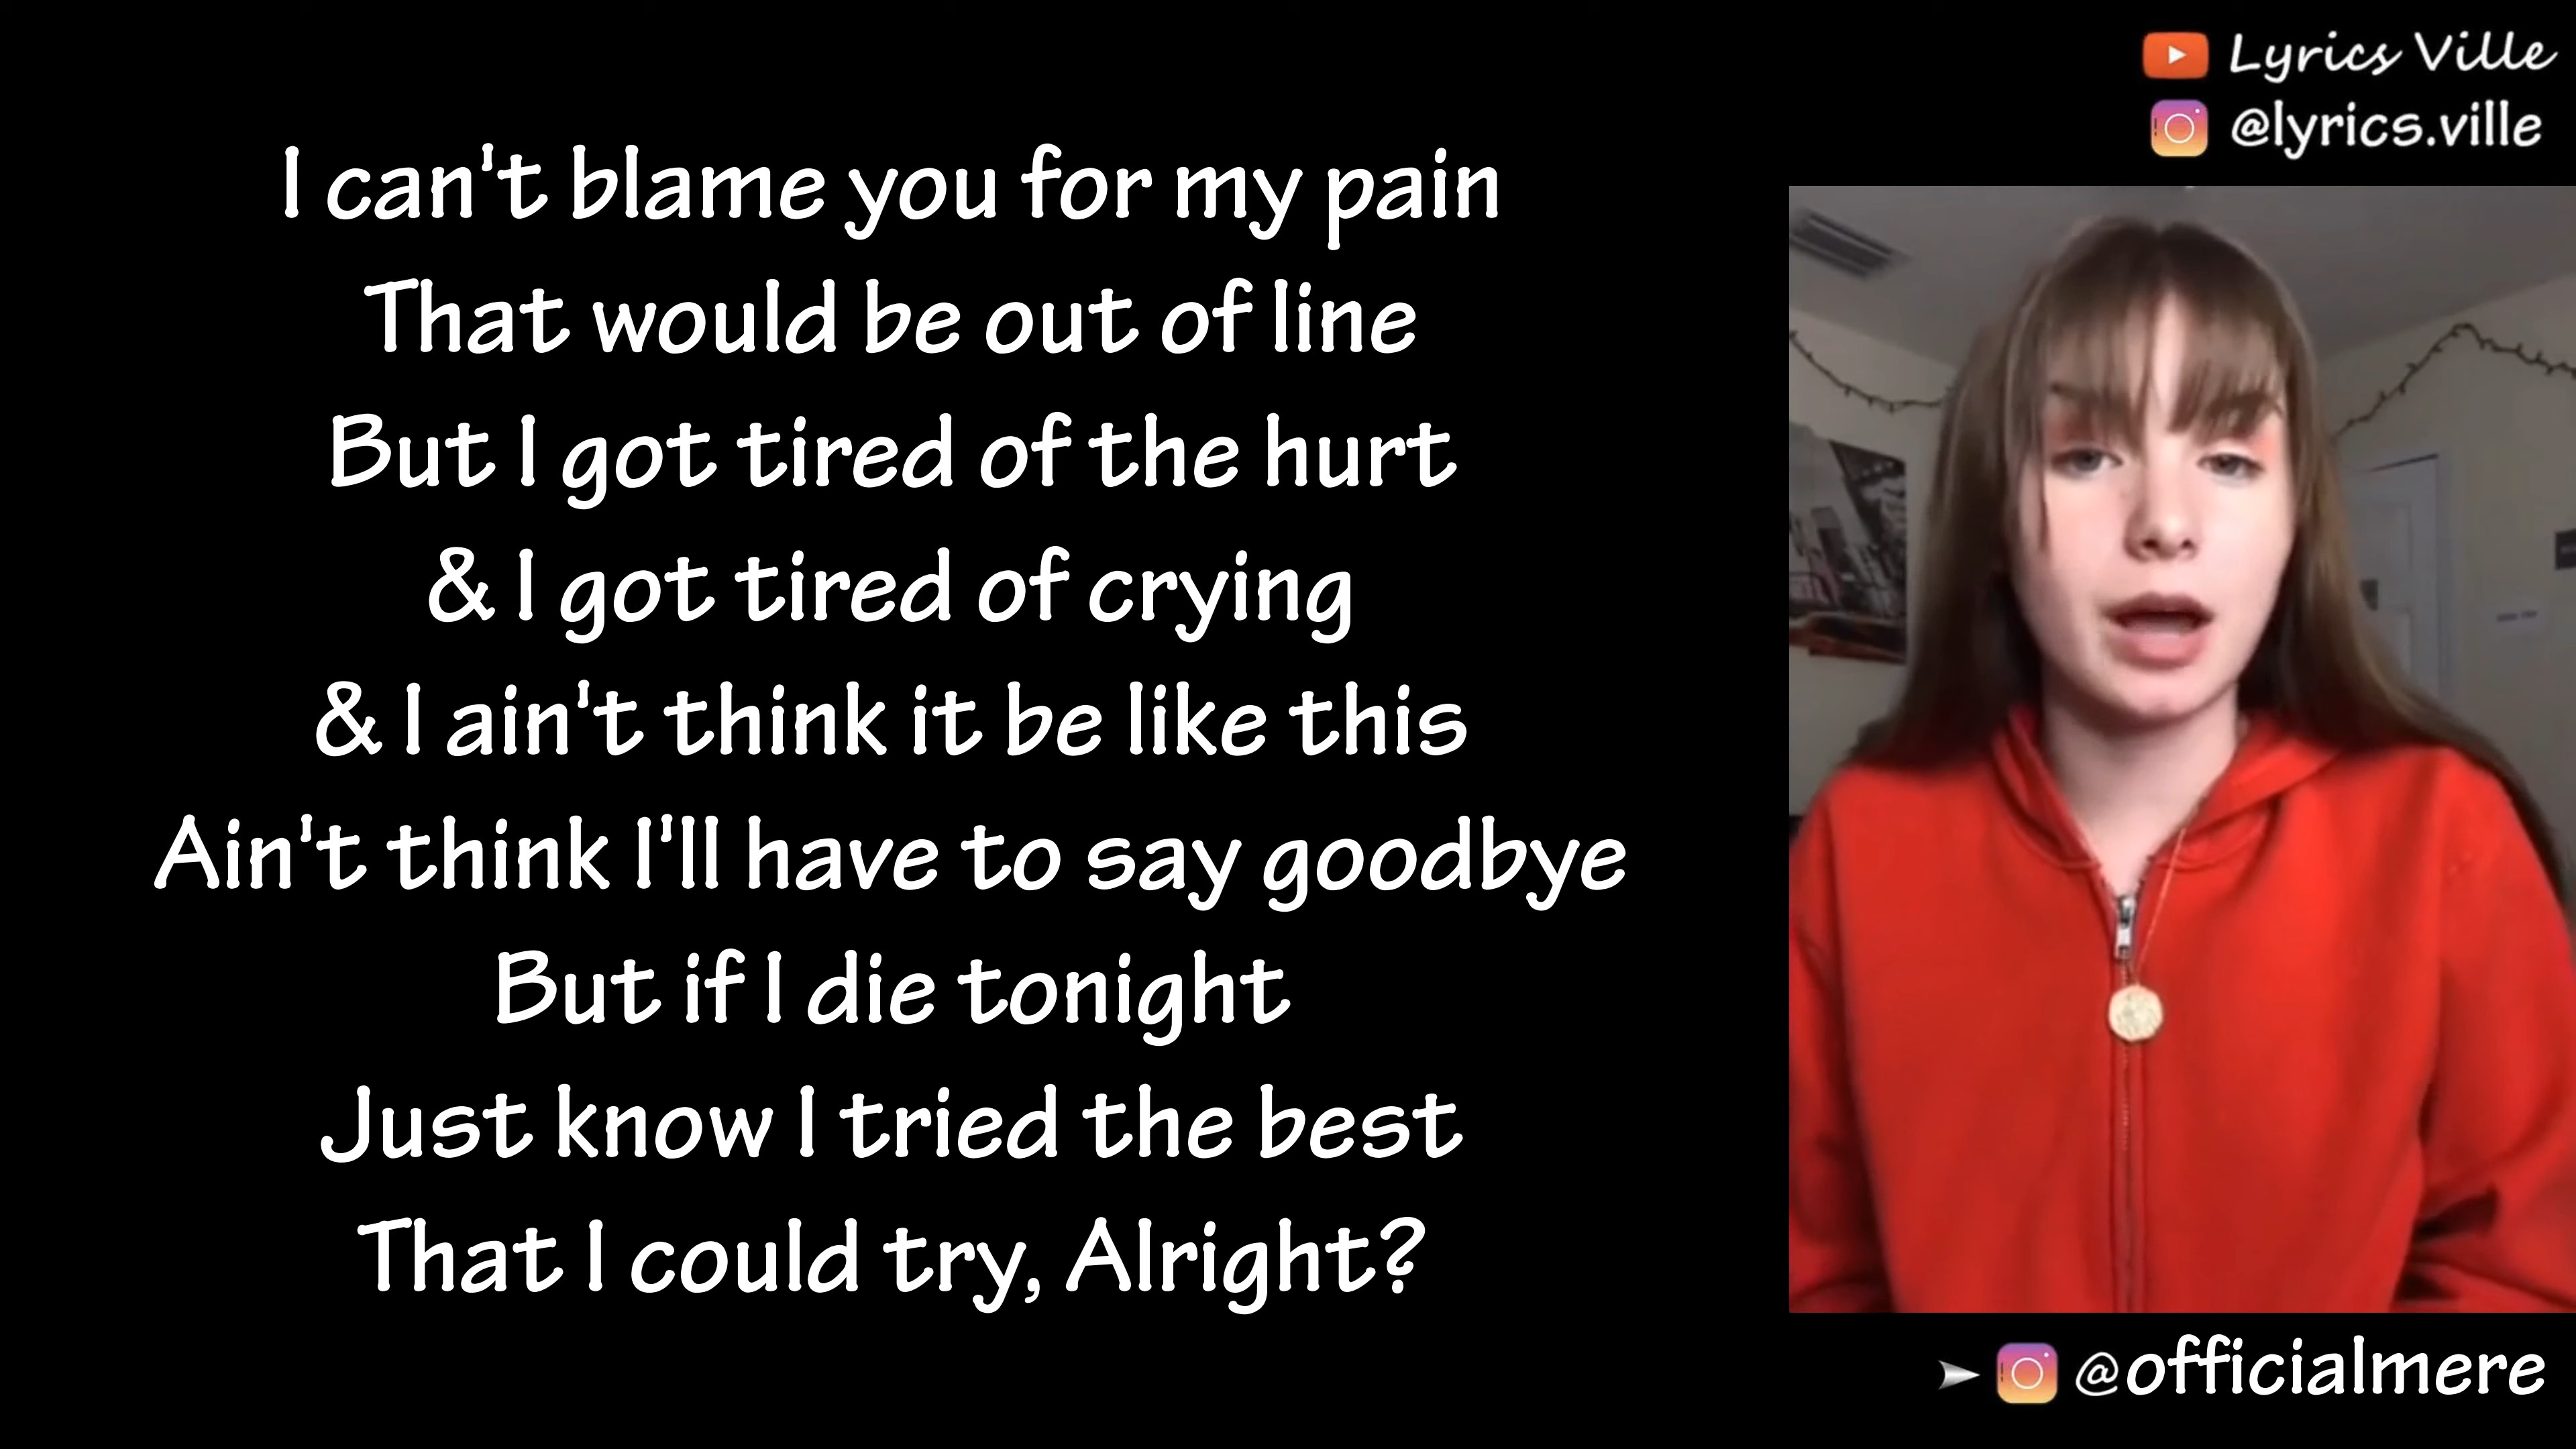 Lyrics Ville
@lyrics.ville
I can't blame you for my pain
That would be out of line
But I got tired of the hurt
& I got tired of crying
& I ain't think it be like this
Ain't think I'll have to say goodbye
But if I die tonight
Just know I tried the best
That I could try, Alright?
@officialmere